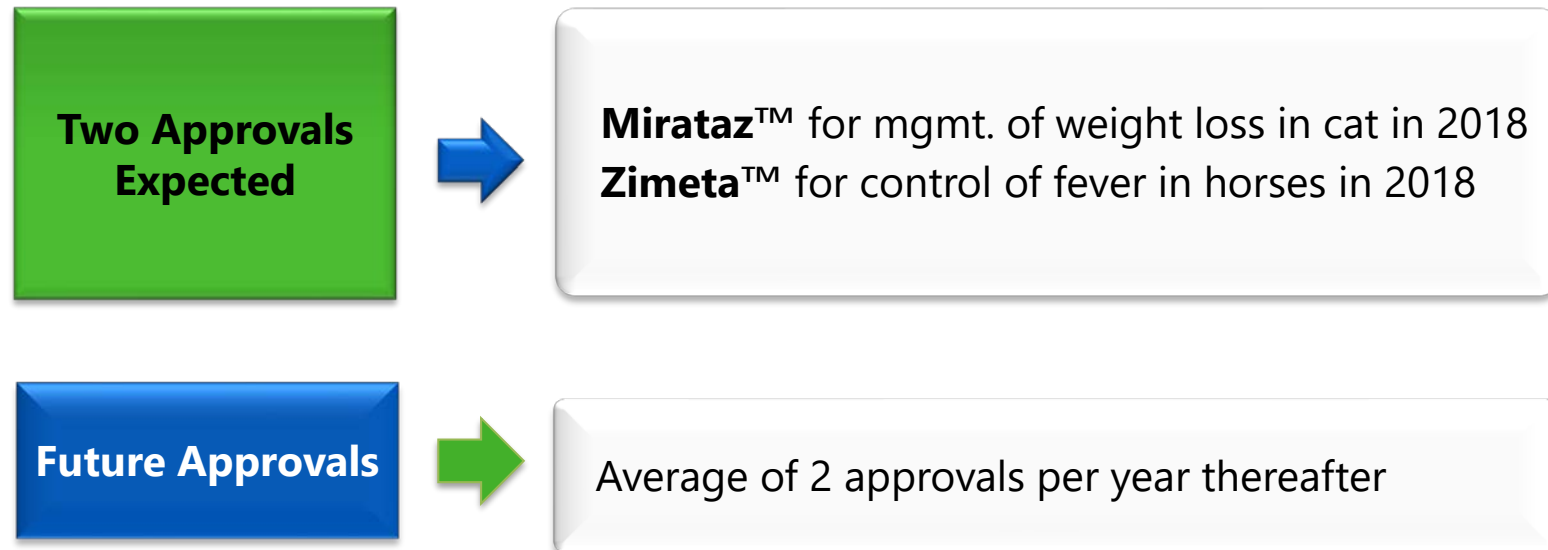 Two Approvals
Expected
Mirataz™ for mgmt. of weight loss in cat in 2018
Zimeta™ for control of fever in horses in 2018
Future Approvals
Average of 2 approvals per year thereafter